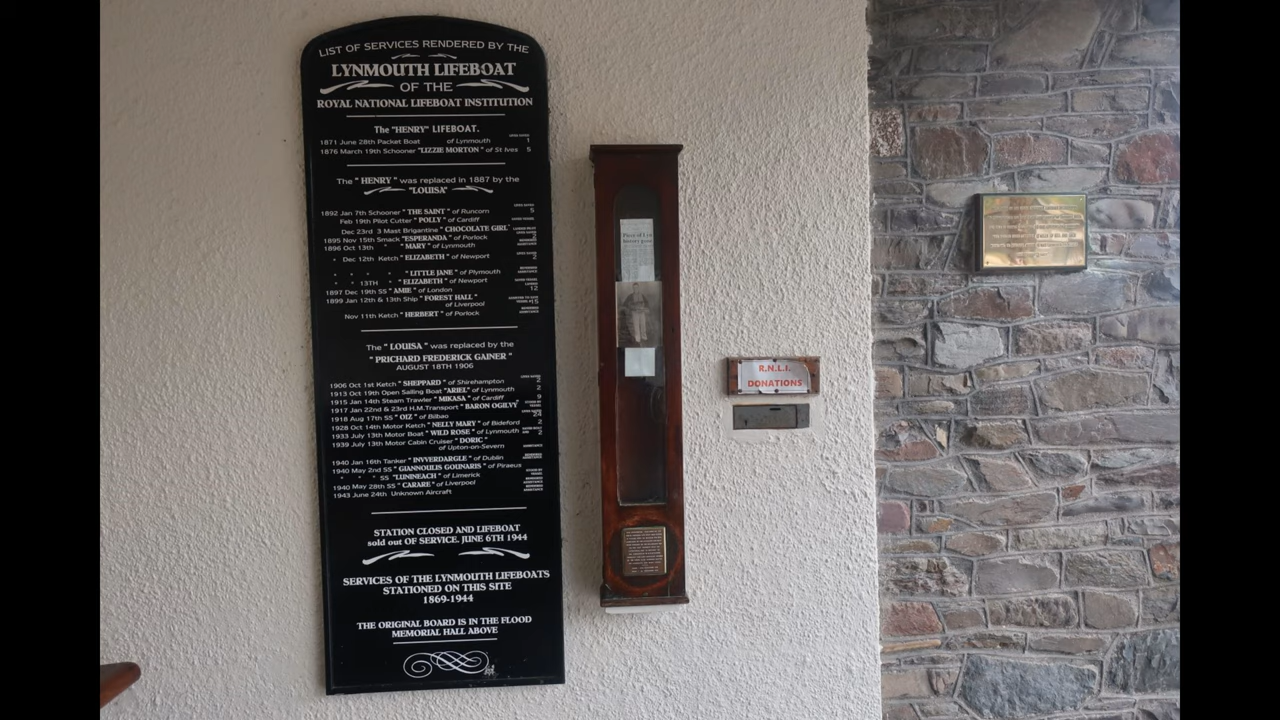 LIST OF SERVICES RENDERED BY THE
LYNMOUTH LIFEBOAT
OF THE
ROYAL NATIONAL LIFEBOAT INSTITUTION
The "HENRY" LIFEBOAT.
LIVES SAVED
1871 June 28th Packet Boat of Lynmouth 1
1876 March 19th Schooner "LIZZIE MORTON" of St Ives 5
The "HENRY" was replaced in 1887 by the
"LOUISA"
LIVES SAVED
1892 Jan 7th Schooner "THE SAINT" of Runcorn 5
Feb 19th Pilot Cutter "POLLY" of Cardiff
Dec 23rd 3 Mast Brigantine "CHOCOLATE GIRL"
1895 Nov 15th Smack "ESPERANDA" of Porlock
1896 Oct 13th " "MARY" of Lynmouth
" Dec 12th Ketch "ELIZABETH" of Newport
" " " " "LITTLE JANE" of Plymouth
" " 13TH " "ELIZABETH" of Newport
1897 Dec 19th SS "AMIE" of London 12
1899 Jan 12th & 13th Ship "FOREST HALL" 15
of Liverpool
Nov 11th Ketch "HERBERT" of Porlock
The "LOUISA" was replaced by the
"PRICHARD FREDERICK GAINER"
AUGUST 18TH 1906
1906 Oct 1st Ketch "SHEPPARD" of Shirehampton
1913 Oct 19th Open Sailing Boat "ARIEL" of Lynmouth 2
1915 Jan 14th Steam Trawler "MIKASA" of Cardiff 9
1917 Jan 22nd & 23rd H.M.Transport "BARON OGILVY"
1918 Aug 17th SS "OIZ" of Bilbao 24
1928 Oct 14th Motor Ketch "NELLY MARY" of Bideford 2
1933 July 13th Motor Boat "WILD ROSE" of Lynmouth 2
1939 July 13th Motor Cabin Cruiser "DORIC"
of Upton-on-Severn
1940 Jan 16th Tanker "INVVERDARGLE" of Dublin
1940 May 2nd SS "GIANNOULIS GOUNARIS" of Piraeus
" " " SS "LUNINEACH" of Limerick
1940 May 28th SS "CARARE" of Liverpool
1943 June 24th Unknown Aircraft
STATION CLOSED AND LIFEBOAT
sold out OF SERVICE. JUNE 6TH 1944
SERVICES OF THE LYNMOUTH LIFEBOATS
STATIONED ON THIS SITE
1869-1944
THE ORIGINAL BOARD IS IN THE FLOOD
MEMORIAL HALL ABOVE
R.N.L.I.
DONATIONS